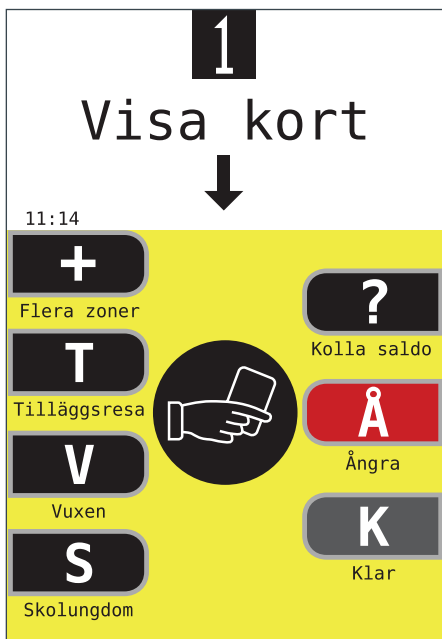 1
Visa kort
11:14
+
Flera zoner
T
Tilläggsresa
V
Vuxen
S
Skolungdom
?
Kolla saldo
Å
Ångra
K
Klar